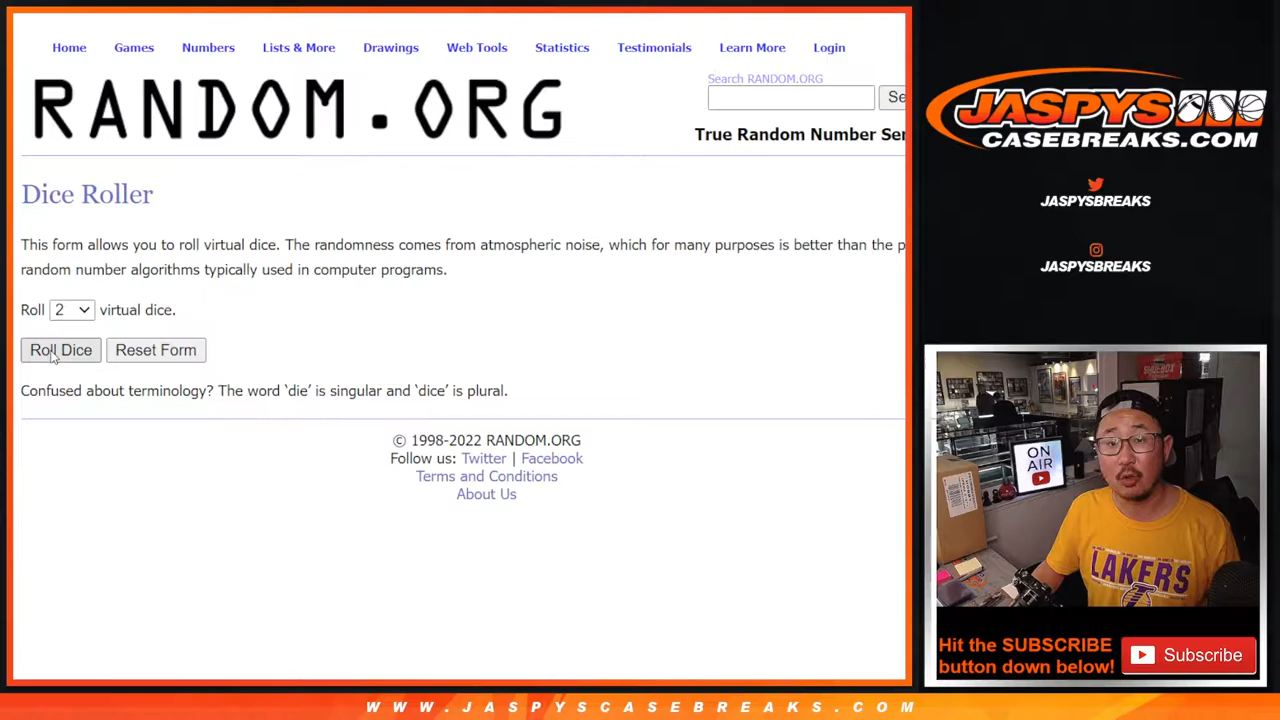 Home Games Numbers Lists & More Drawings Web Tools Statistics Testimonials Learn More Login
RANDOM.ORG
Search RANDOM.ORG
Se
True Random Number Ser
Dice Roller
This form allows you to roll virtual dice. The randomness comes from atmospheric noise, which for many purposes is better than the p
random number algorithms typically used in computer programs.
Roll 2 virtual dice.
Roll Dice Reset Form
Confused about terminology? The word ‘die’ is singular and ‘dice’ is plural.
© 1998-2022 RANDOM.ORG
Follow us: Twitter | Facebook
Terms and Conditions
About Us
JASPYS
CASEBREAKS.COM
JASPYSBREAKS
JASPYSBREAKS
ON
AIR
LAKERS
Hit the SUBSCRIBE
button down below!
Subscribe
WWW.JASPYSCASEBREAKS.COM